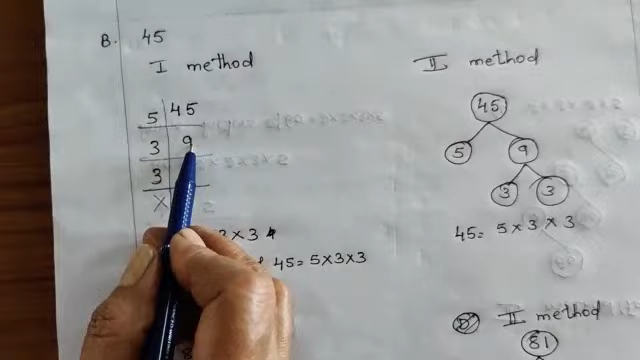 B. 45
I method
5 45
3 9
3
X
3 × 3
45 = 5×3×3
II method
45
5 9
3 3
45 = 5 × 3 × 3
II method
81